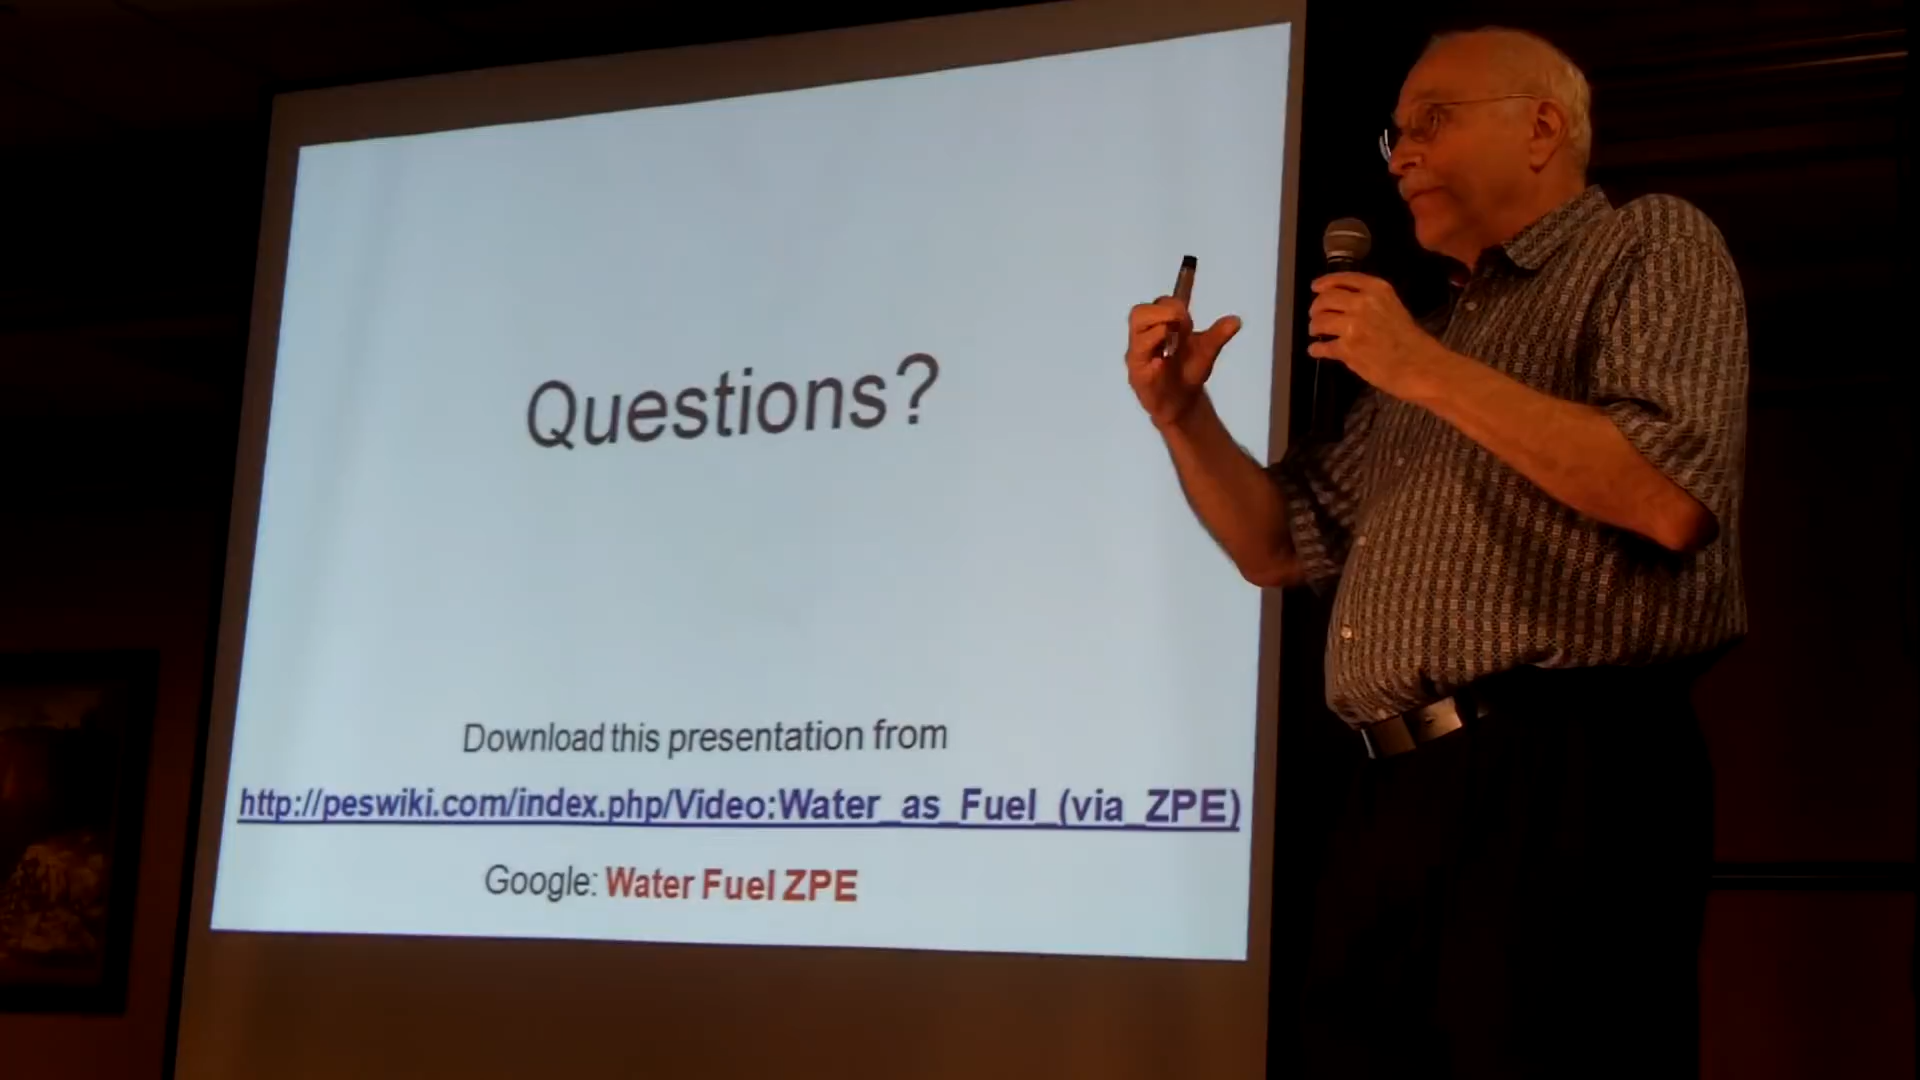 Questions?
Download this presentation from
http://peswiki.com/index.php/Video:Water_as_Fuel_(via_ZPE)
Google: Water Fuel ZPE